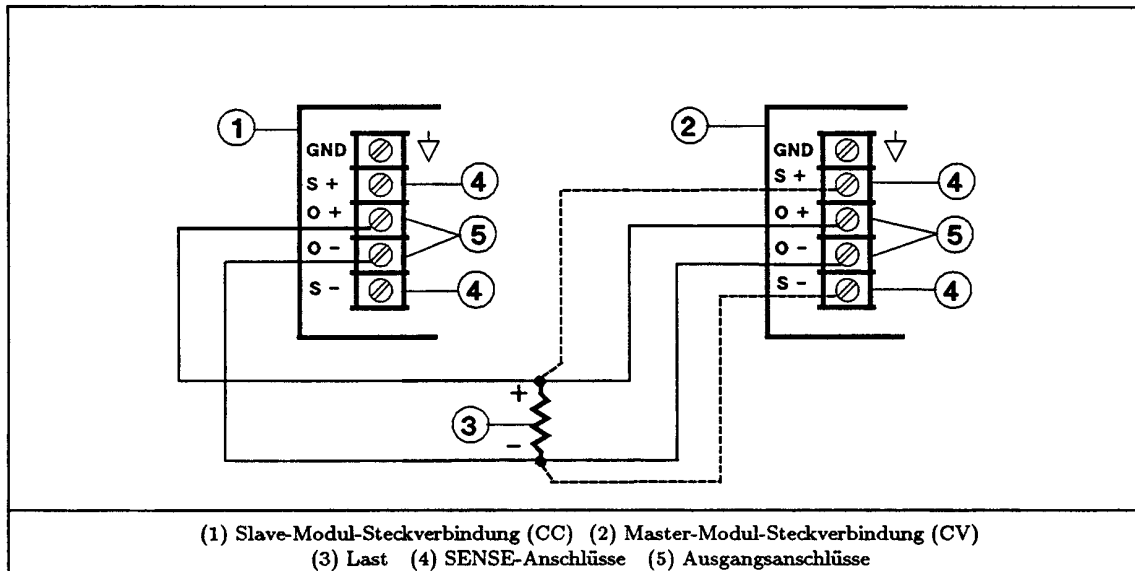 1
GND
S +
O +
O -
S -
4
5
4
2
GND
S +
O +
O -
S -
4
5
4
+
3
-
(1) Slave-Modul-Steckverbindung (CC) (2) Master-Modul-Steckverbindung (CV)
(3) Last (4) SENSE-Anschlüsse (5) Ausgangsanschlüsse